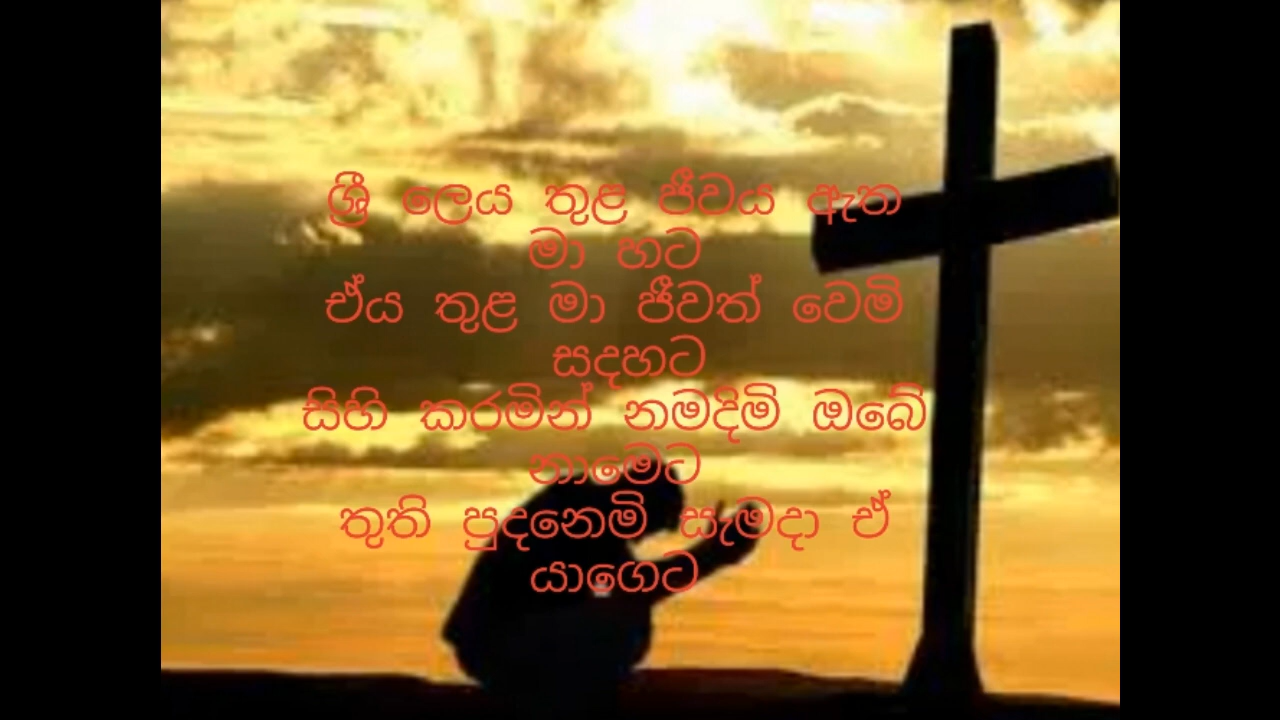 ශ්‍රී ලෙය තුළ ජීවය ඇත
මා හට
ඒය තුළ මා ජීවත් වෙමි
සදහට
සිහි කරමින් නමදිමි ඔබේ
නාමෙට
තුති පුදනෙමි සැමදා ඒ
යාගෙට